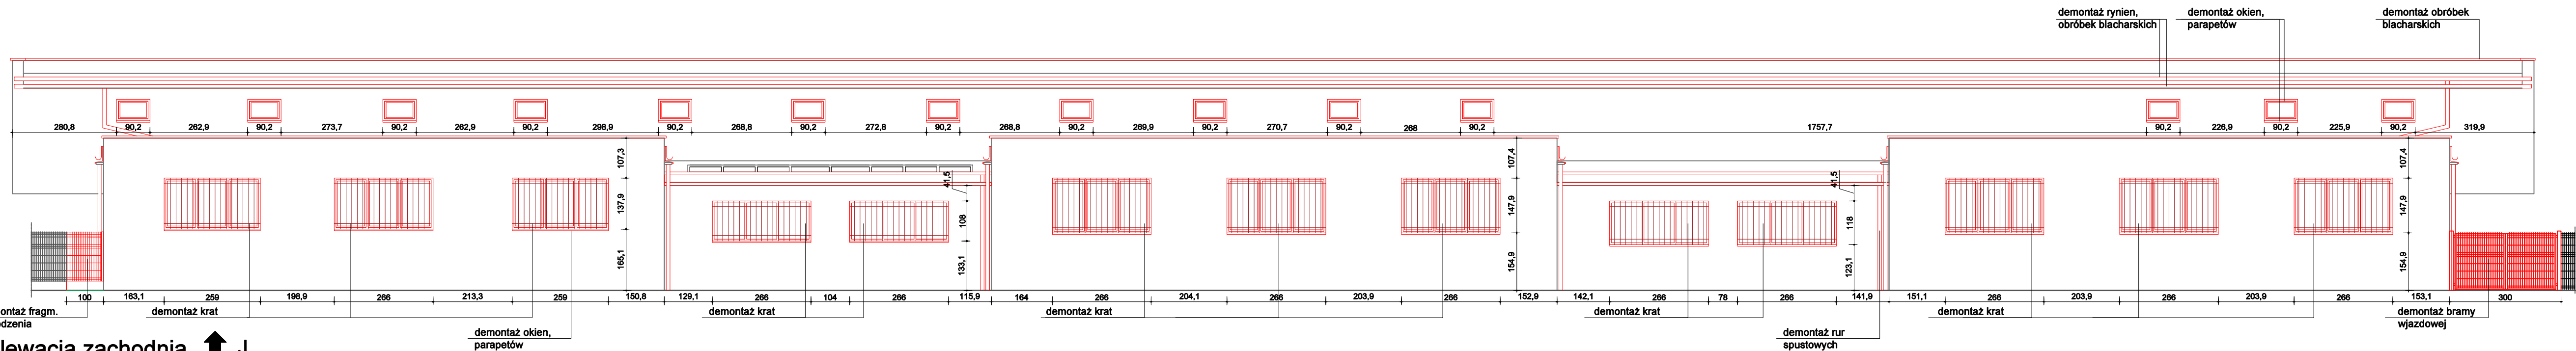 demontaż rynien,
obróbek blacharskich
demontaż okien,
parapetów
demontaż obróbek
blacharskich
280,8 90,2 262,9 90,2 273,7 90,2 262,9 90,2 298,9 90,2 268,8 90,2 272,8 90,2 268,8 90,2 269,9 90,2 270,7 90,2 268 90,2 1757,7 90,2 226,9 90,2 225,9 90,2 319,9
107,3
137,9
165,1
41,5
108
133,1
107,4
147,9
154,9
41,5
118
123,1
107,4
147,9
154,9
100 163,1 259 198,9 266 213,3 259 150,8 129,1 266 104 266 115,9 164 266 204,1 266 203,9 266 152,9 142,1 266 78 266 141,9 151,1 266 203,9 266 203,9 266 153,1 300
ontaż fragm.
odzenia
demontaż krat
demontaż okien,
parapetów
demontaż krat
demontaż krat
demontaż krat
demontaż rur
spustowych
demontaż krat
demontaż bramy
wjazdowej
lewacja zachodnia